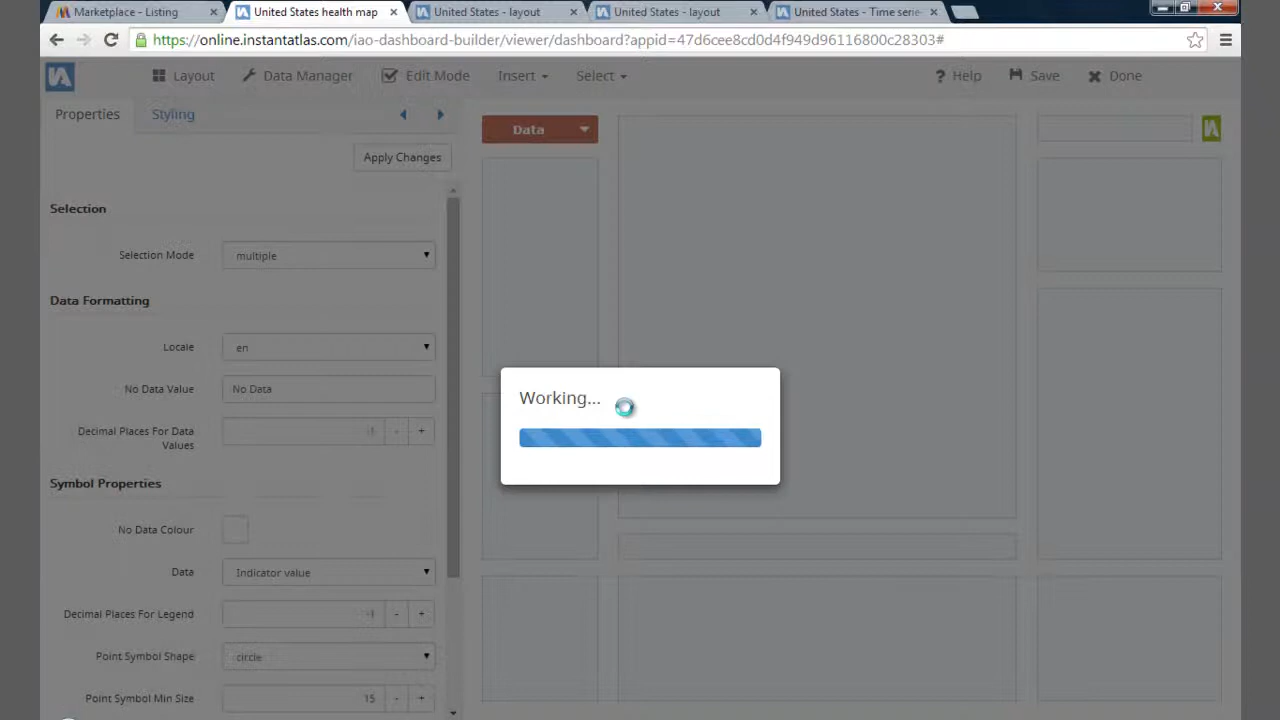 Marketplace - Listing
United States health map
United States - layout
United States - layout
United States - Time serie
https://online.instantatlas.com/iao-dashboard-builder/viewer/dashboard?appid=47d6cee8cd0d4f949d96116800c28303#
Layout
Data Manager
Edit Mode
Insert
Select
Help
Save
Done
Properties
Styling
Apply Changes
Data
Selection
Selection Mode
multiple
Data Formatting
Locale
en
No Data Value
No Data
Decimal Places For Data
Values
-1
-
+
Working...
Symbol Properties
No Data Colour
Data
Indicator value
Decimal Places For Legend
-1
-
+
Point Symbol Shape
circle
Point Symbol Min Size
15
-
+